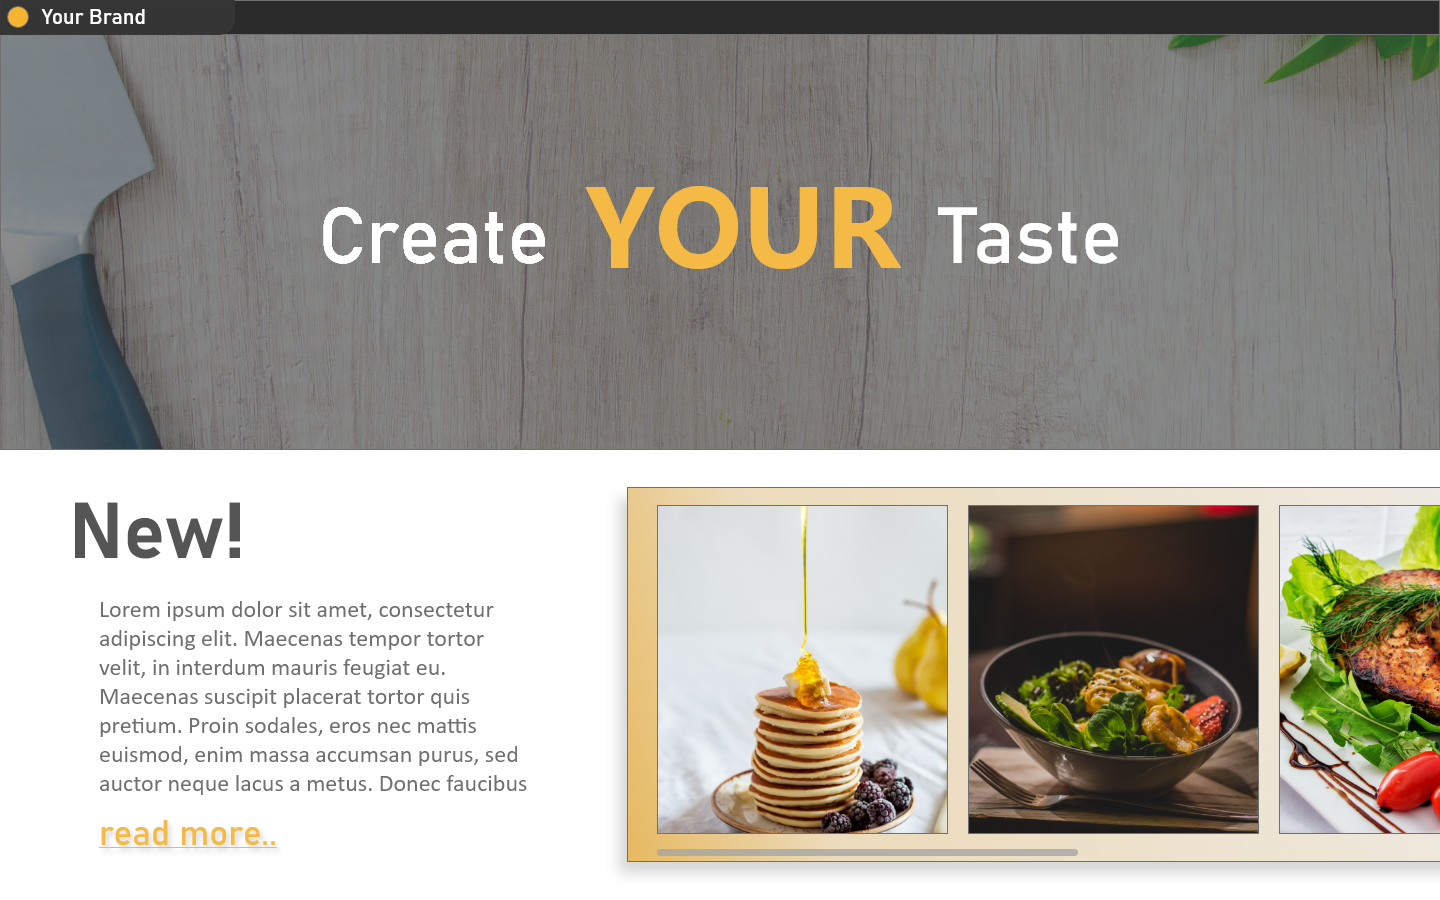 Your Brand
Create YOUR Taste
New!
Lorem ipsum dolor sit amet, consectetur
adipiscing elit. Maecenas tempor tortor
velit, in interdum mauris feugiat eu.
Maecenas suscipit placerat tortor quis
pretium. Proin sodales, eros nec mattis
euismod, enim massa accumsan purus, sed
auctor neque lacus a metus. Donec faucibus
read more..